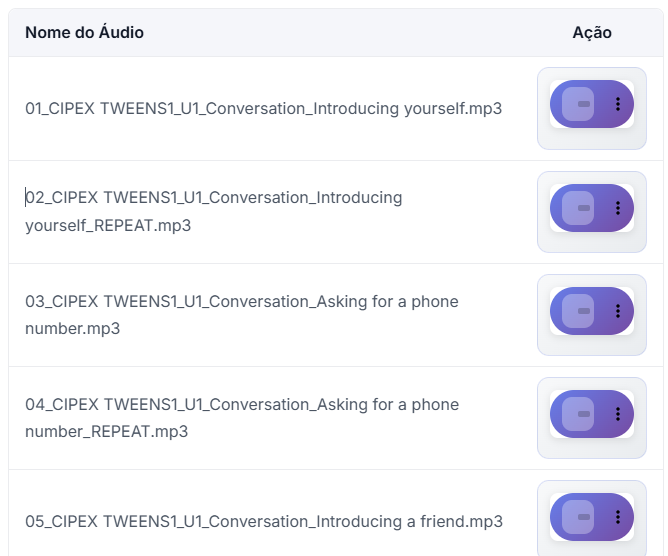 Nome do Áudio
Ação
01_CIPEX TWEENS1_U1_Conversation_Introducing yourself.mp3
02_CIPEX TWEENS1_U1_Conversation_Introducing
yourself_REPEAT.mp3
03_CIPEX TWEENS1_U1_Conversation_Asking for a phone
number.mp3
04_CIPEX TWEENS1_U1_Conversation_Asking for a phone
number_REPEAT.mp3
05_CIPEX TWEENS1_U1_Conversation_Introducing a friend.mp3